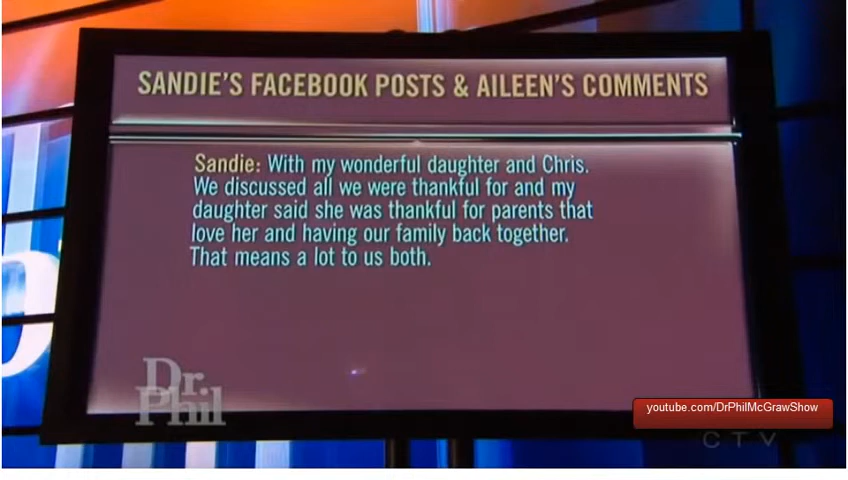 SANDIE'S FACEBOOK POSTS & AILEEN'S COMMENTS
Sandie: With my wonderful daughter and Chris.
We discussed all we were thankful for and my
daughter said she was thankful for parents that
love her and having our family back together.
That means a lot to us both.
Dr.
Phil
youtube.com/DrPhilMcGrawShow
CTV